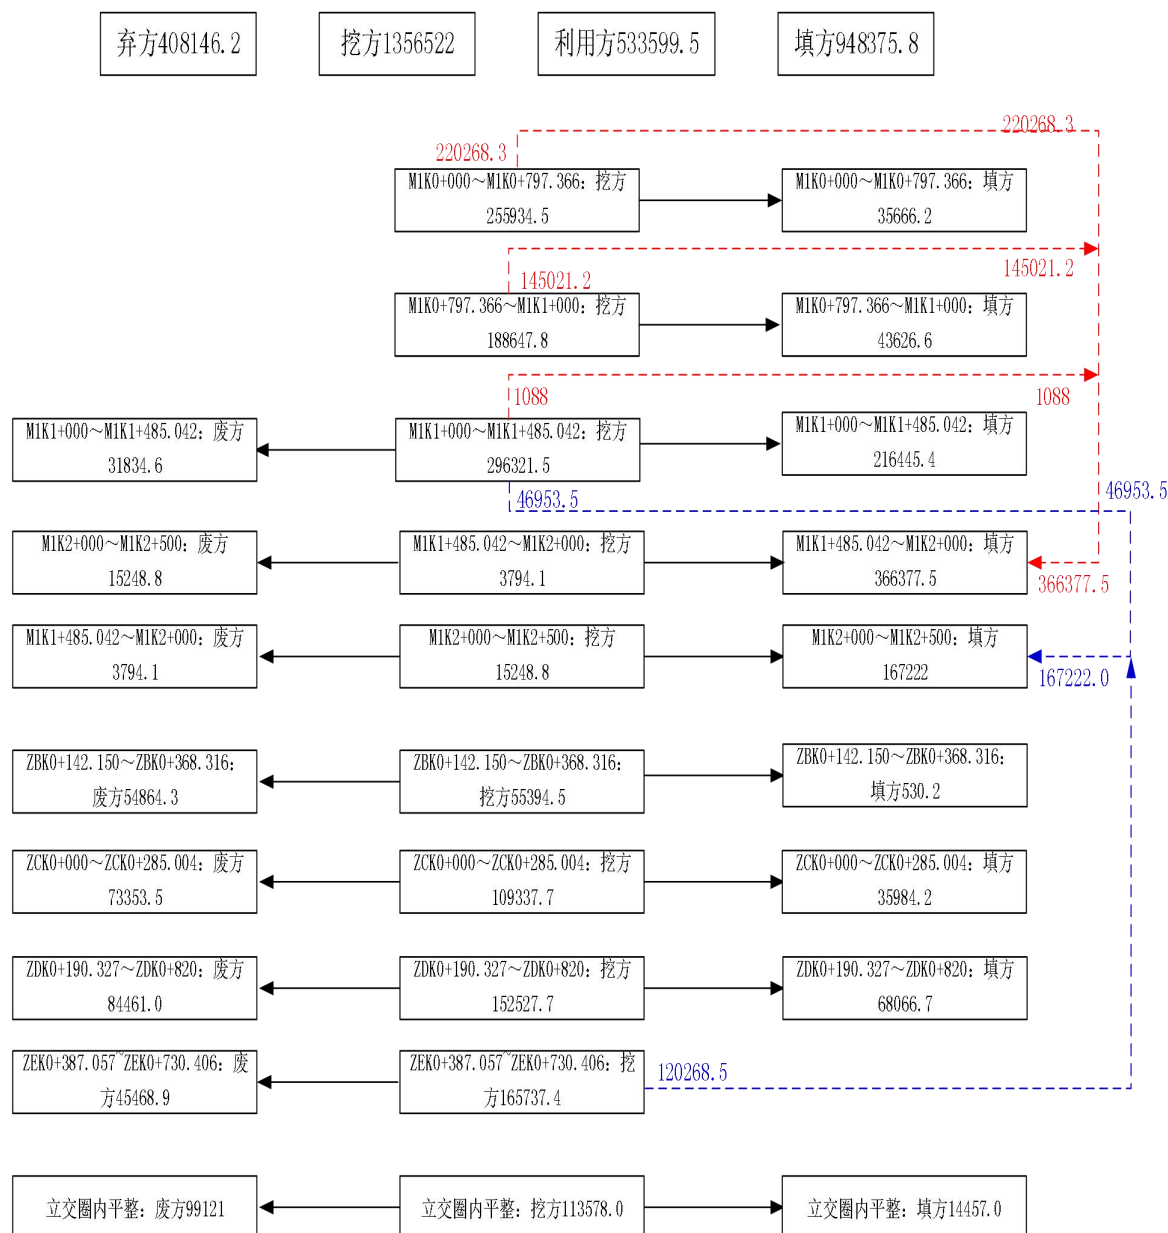 弃方408146.2
挖方1356522
利用方533599.5
填方948375.8
220268.3
220268.3
M1K0+000～M1K0+797.366：挖方
255934.5
M1K0+000～M1K0+797.366：填方
35666.2
145021.2
145021.2
M1K0+797.366～M1K1+000：挖方
188647.8
M1K0+797.366～M1K1+000：填方
43626.6
1088
1088
M1K1+000～M1K1+485.042：废方
31834.6
M1K1+000～M1K1+485.042：挖方
296321.5
M1K1+000～M1K1+485.042：填方
216445.4
46953.5
46953.5
M1K2+000～M1K2+500：废方
15248.8
M1K1+485.042～M1K2+000：挖方
3794.1
M1K1+485.042～M1K2+000：填方
366377.5
366377.5
M1K1+485.042～M1K2+000：废方
3794.1
M1K2+000～M1K2+500：挖方
15248.8
M1K2+000～M1K2+500：填方
167222
167222.0
ZBK0+142.150～ZBK0+368.316：
废方54864.3
ZBK0+142.150～ZBK0+368.316：
挖方55394.5
ZBK0+142.150～ZBK0+368.316：
填方530.2
ZCK0+000～ZCK0+285.004：废方
73353.5
ZCK0+000～ZCK0+285.004：挖方
109337.7
ZCK0+000～ZCK0+285.004：填方
35984.2
ZDK0+190.327～ZDK0+820：废方
84461.0
ZDK0+190.327～ZDK0+820：挖方
152527.7
ZDK0+190.327～ZDK0+820：填方
68066.7
ZEK0+387.057~ZEK0+730.406：废
方45468.9
ZEK0+387.057~ZEK0+730.406：挖
方165737.4
120268.5
立交圈内平整：废方99121
立交圈内平整：挖方113578.0
立交圈内平整：填方14457.0